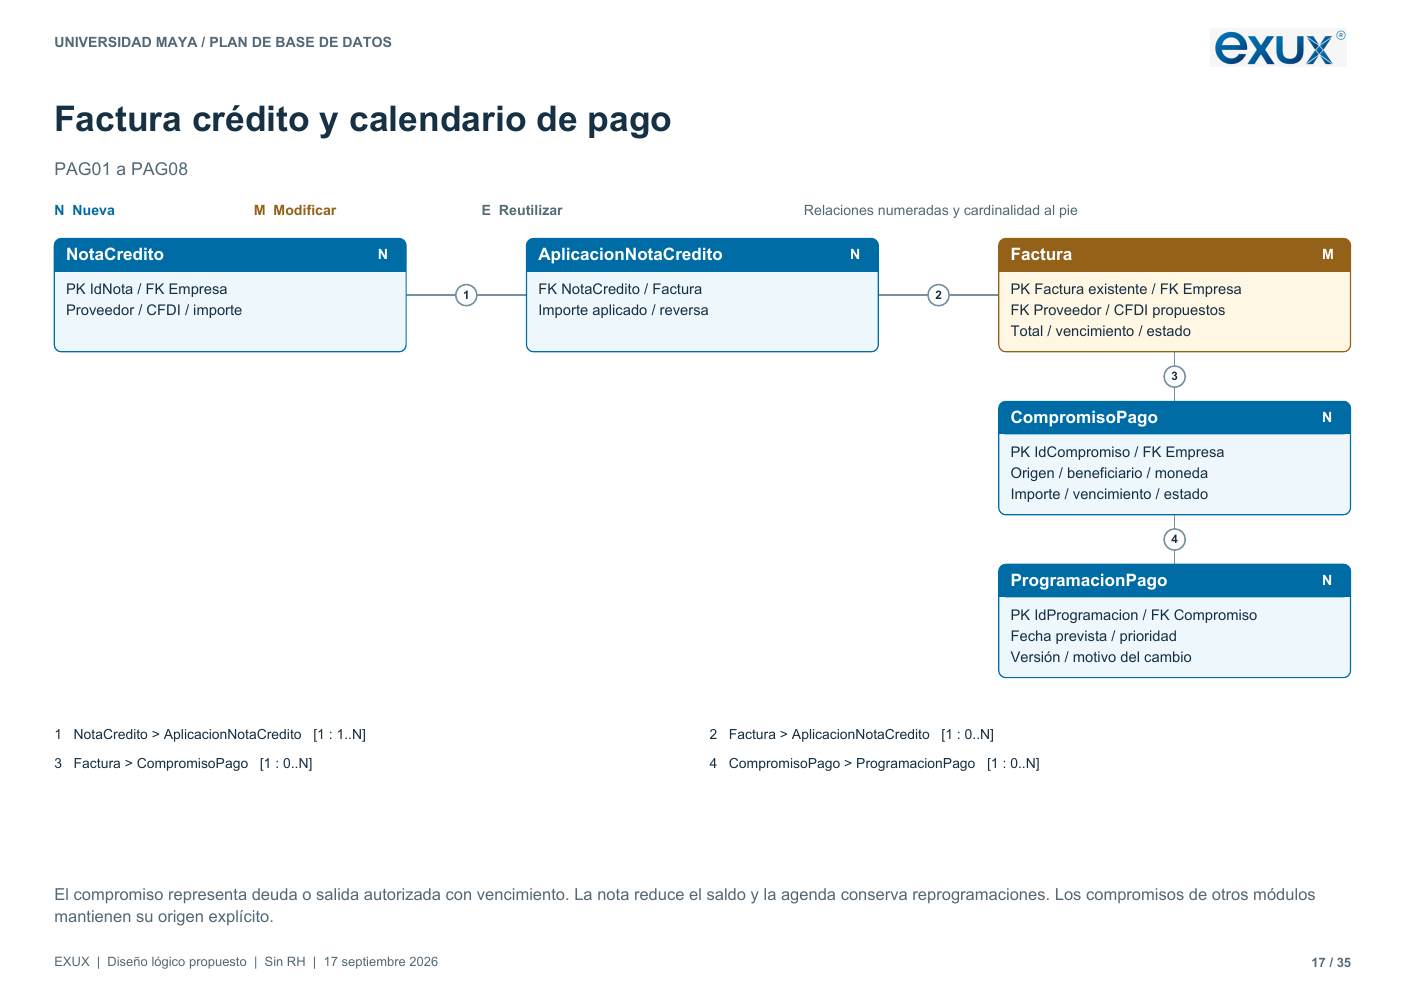 UNIVERSIDAD MAYA / PLAN DE BASE DE DATOS
exux®
Factura crédito y calendario de pago
PAG01 a PAG08
N Nueva
M Modificar
E Reutilizar
Relaciones numeradas y cardinalidad al pie
NotaCredito N
PK IdNota / FK Empresa
Proveedor / CFDI / importe
1
AplicacionNotaCredito N
FK NotaCredito / Factura
Importe aplicado / reversa
2
Factura M
PK Factura existente / FK Empresa
FK Proveedor / CFDI propuestos
Total / vencimiento / estado
3
CompromisoPago N
PK IdCompromiso / FK Empresa
Origen / beneficiario / moneda
Importe / vencimiento / estado
4
ProgramacionPago N
PK IdProgramacion / FK Compromiso
Fecha prevista / prioridad
Versión / motivo del cambio
1 NotaCredito > AplicacionNotaCredito [1 : 1..N]
2 Factura > AplicacionNotaCredito [1 : 0..N]
3 Factura > CompromisoPago [1 : 0..N]
4 CompromisoPago > ProgramacionPago [1 : 0..N]
El compromiso representa deuda o salida autorizada con vencimiento. La nota reduce el saldo y la agenda conserva reprogramaciones. Los compromisos de otros módulos
mantienen su origen explícito.
EXUX | Diseño lógico propuesto | Sin RH | 17 septiembre 2026
17 / 35